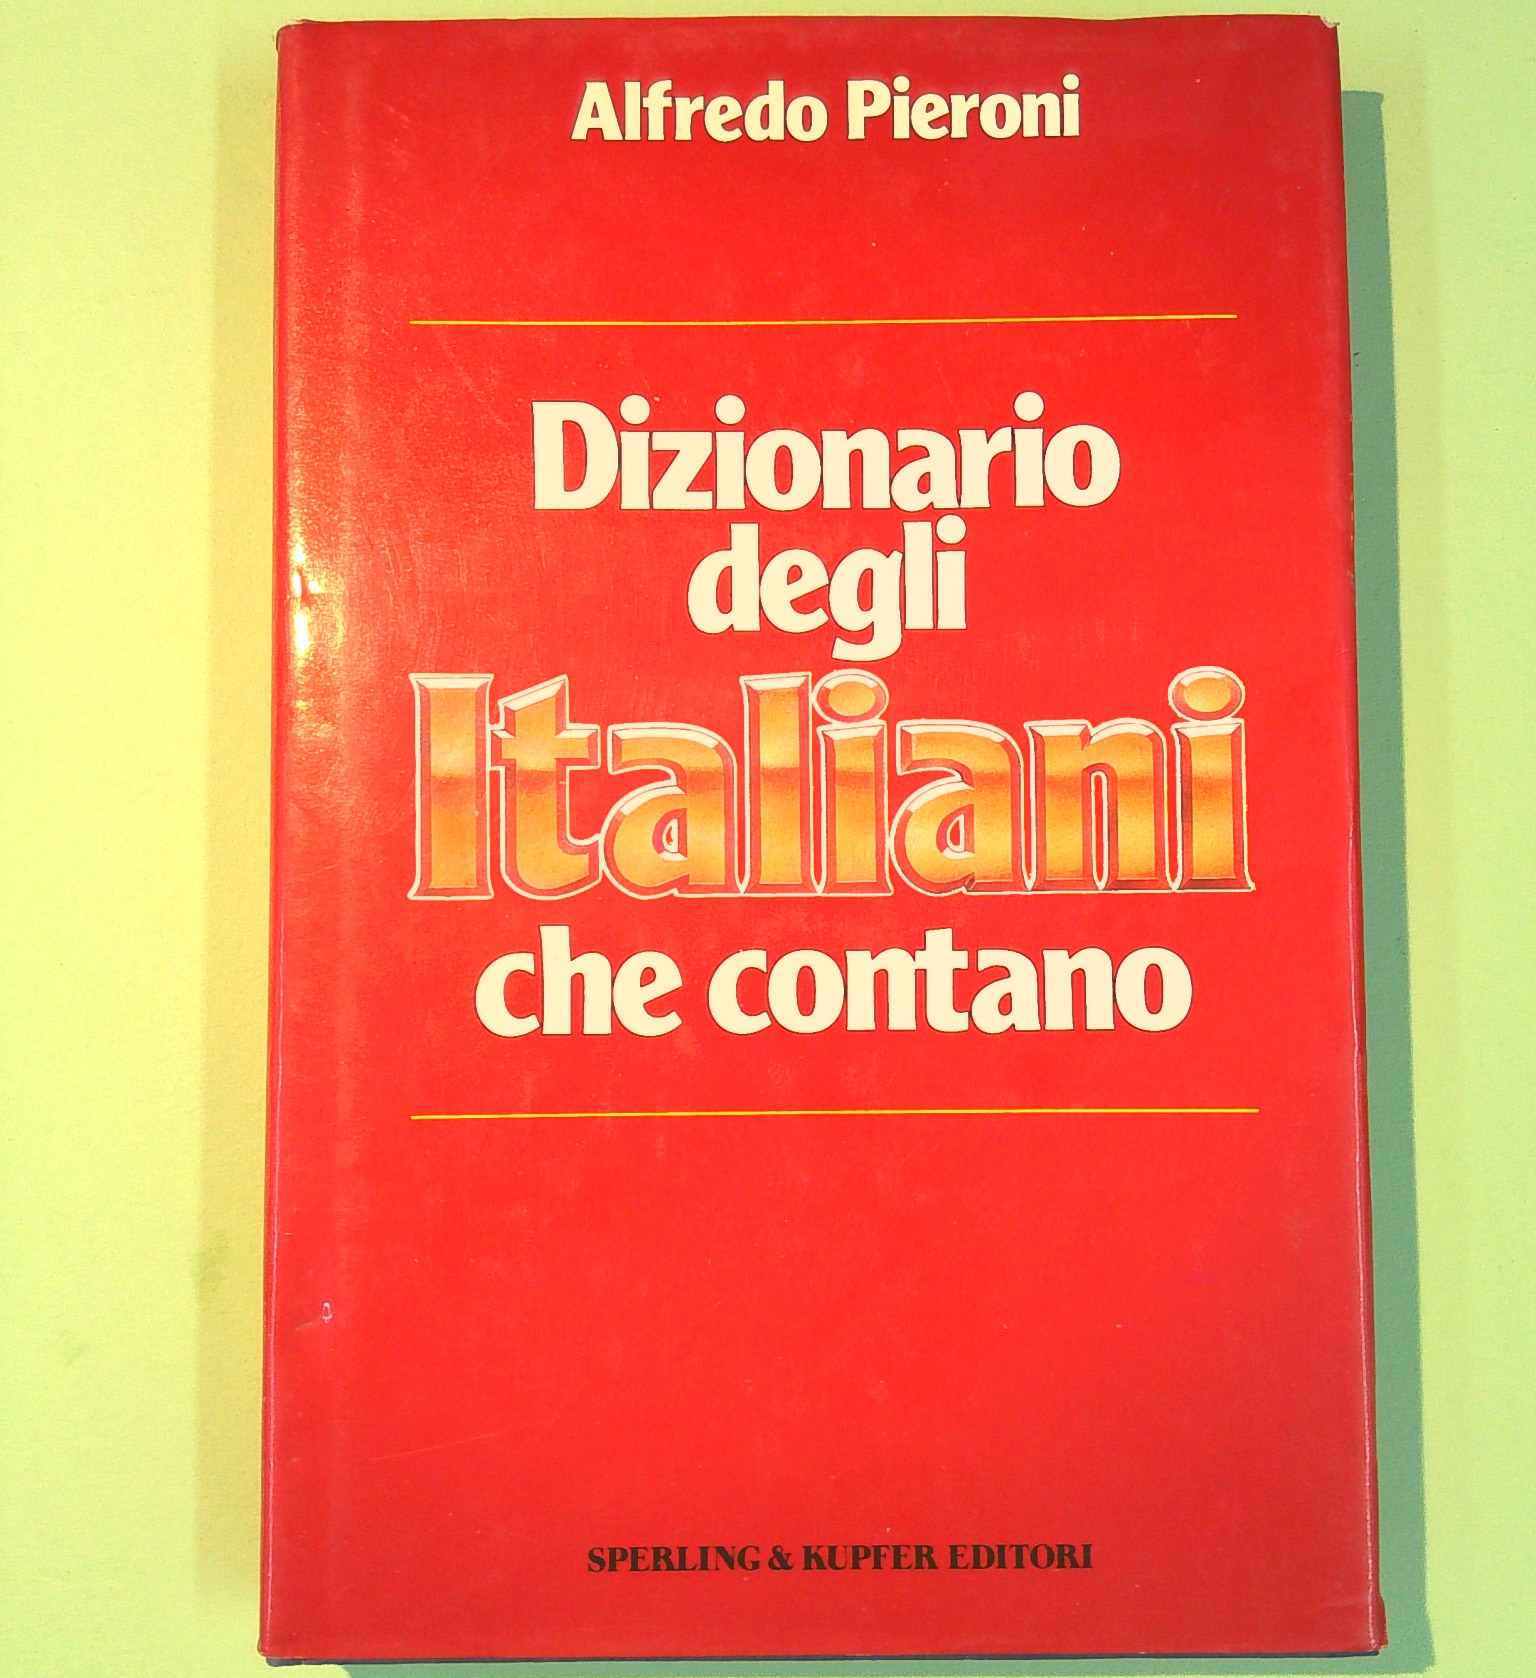 Alfredo Pieroni
Dizionario
degli
Italiani
che contano
SPERLING & KUPFER EDITORI